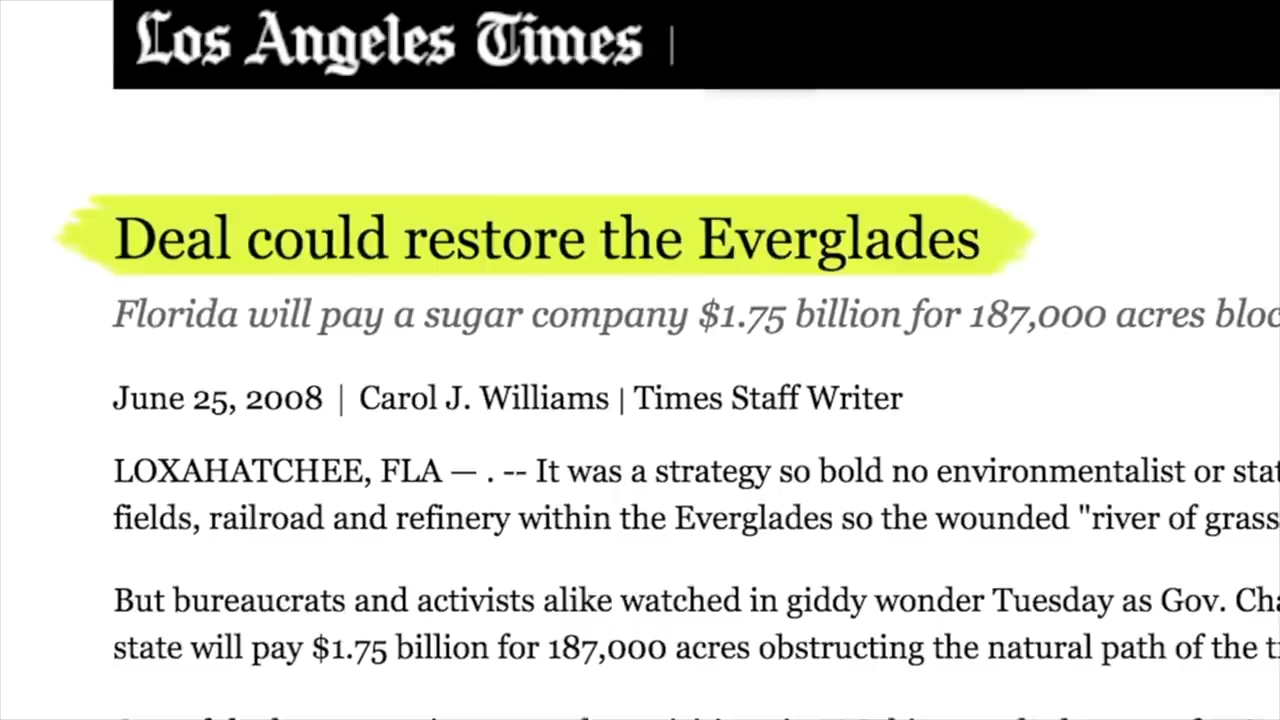 Los Angeles Times |
Deal could restore the Everglades
Florida will pay a sugar company $1.75 billion for 187,000 acres
June 25, 2008 | Carol J. Williams | Times Staff Writer
LOXAHATCHEE, FLA — . -- It was a strategy so bold no environmentalist or
fields, railroad and refinery within the Everglades so the wounded "river of grass
But bureaucrats and activists alike watched in giddy wonder Tuesday as Gov.
state will pay $1.75 billion for 187,000 acres obstructing the natural path of the